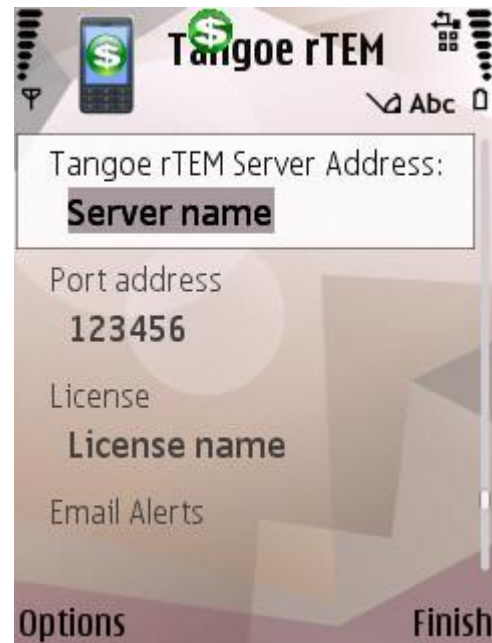 Tangoe rTEM
Abc
Tangoe rTEM Server Address:
Server name
Port address
123456
License
License name
Email Alerts
Options
Finish